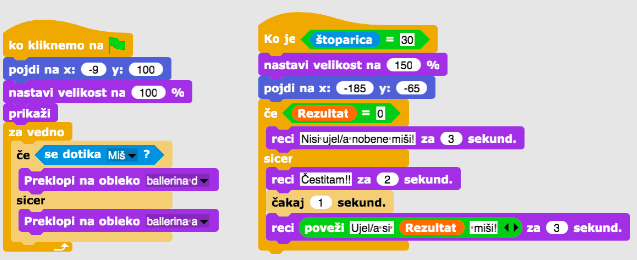 ko kliknemo na
pojdi na x: -9 y: 100
nastavi velikost na 100 %
prikaži
za vedno
če se dotika Miš ?
Preklopi na obleko ballerina d
sicer
Preklopi na obleko ballerina a
Ko je štoparica = 30
nastavi velikost na 150 %
pojdi na x: -185 y: -65
če Rezultat = 0
reci Nisi ujel/a nobene miši! za 3 sekund.
sicer
reci Čestitam!! za 2 sekund.
čakaj 1 sekund.
reci poveži Ujel/a si Rezultat miši! za 3 sekund.